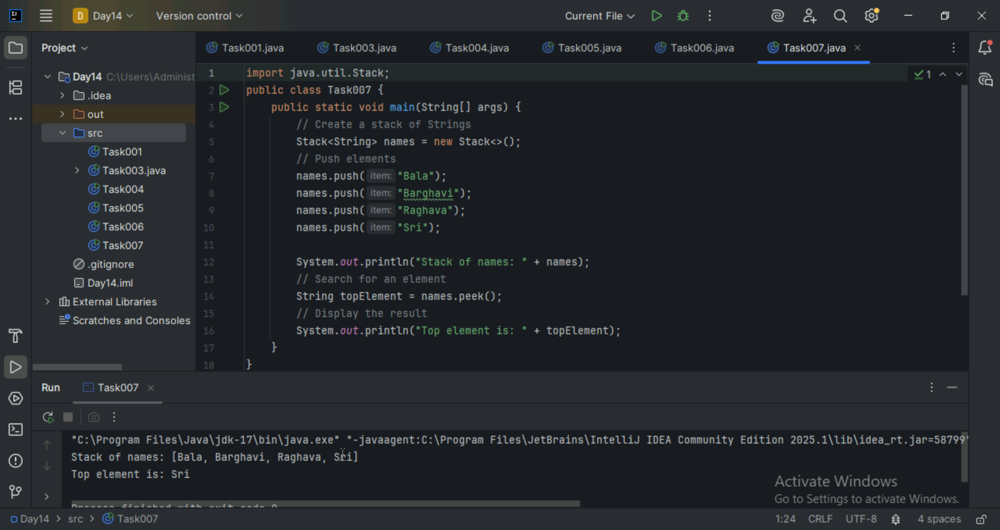 D Day14 Version control Current File
Project
Task001.java Task003.java Task004.java Task005.java Task006.java Task007.java
Day14 C:\Users\Administ
.idea
out
src
Task001
Task003.java
Task004
Task005
Task006
Task007
.gitignore
Day14.iml
External Libraries
Scratches and Consoles
1 import java.util.Stack;
2 public class Task007 {
3 public static void main(String[] args) {
4 // Create a stack of Strings
5 Stack<String> names = new Stack<>();
6 // Push elements
7 names.push( item: "Bala");
8 names.push( item: "Barghavi");
9 names.push( item: "Raghava");
10 names.push( item: "Sri");
11
12 System.out.println("Stack of names: " + names);
13 // Search for an element
14 String topElement = names.peek();
15 // Display the result
16 System.out.println("Top element is: " + topElement);
17 }
18 }
1
Run Task007
"C:\Program Files\Java\jdk-17\bin\java.exe" "-javaagent:C:\Program Files\JetBrains\IntelliJ IDEA Community Edition 2025.1\lib\idea_rt.jar=58799"
Stack of names: [Bala, Barghavi, Raghava, Sri]
Top element is: Sri
Process finished with exit code 0
Activate Windows
Go to Settings to activate Windows.
Day14 > src > Task007 1:24 CRLF UTF-8 4 spaces